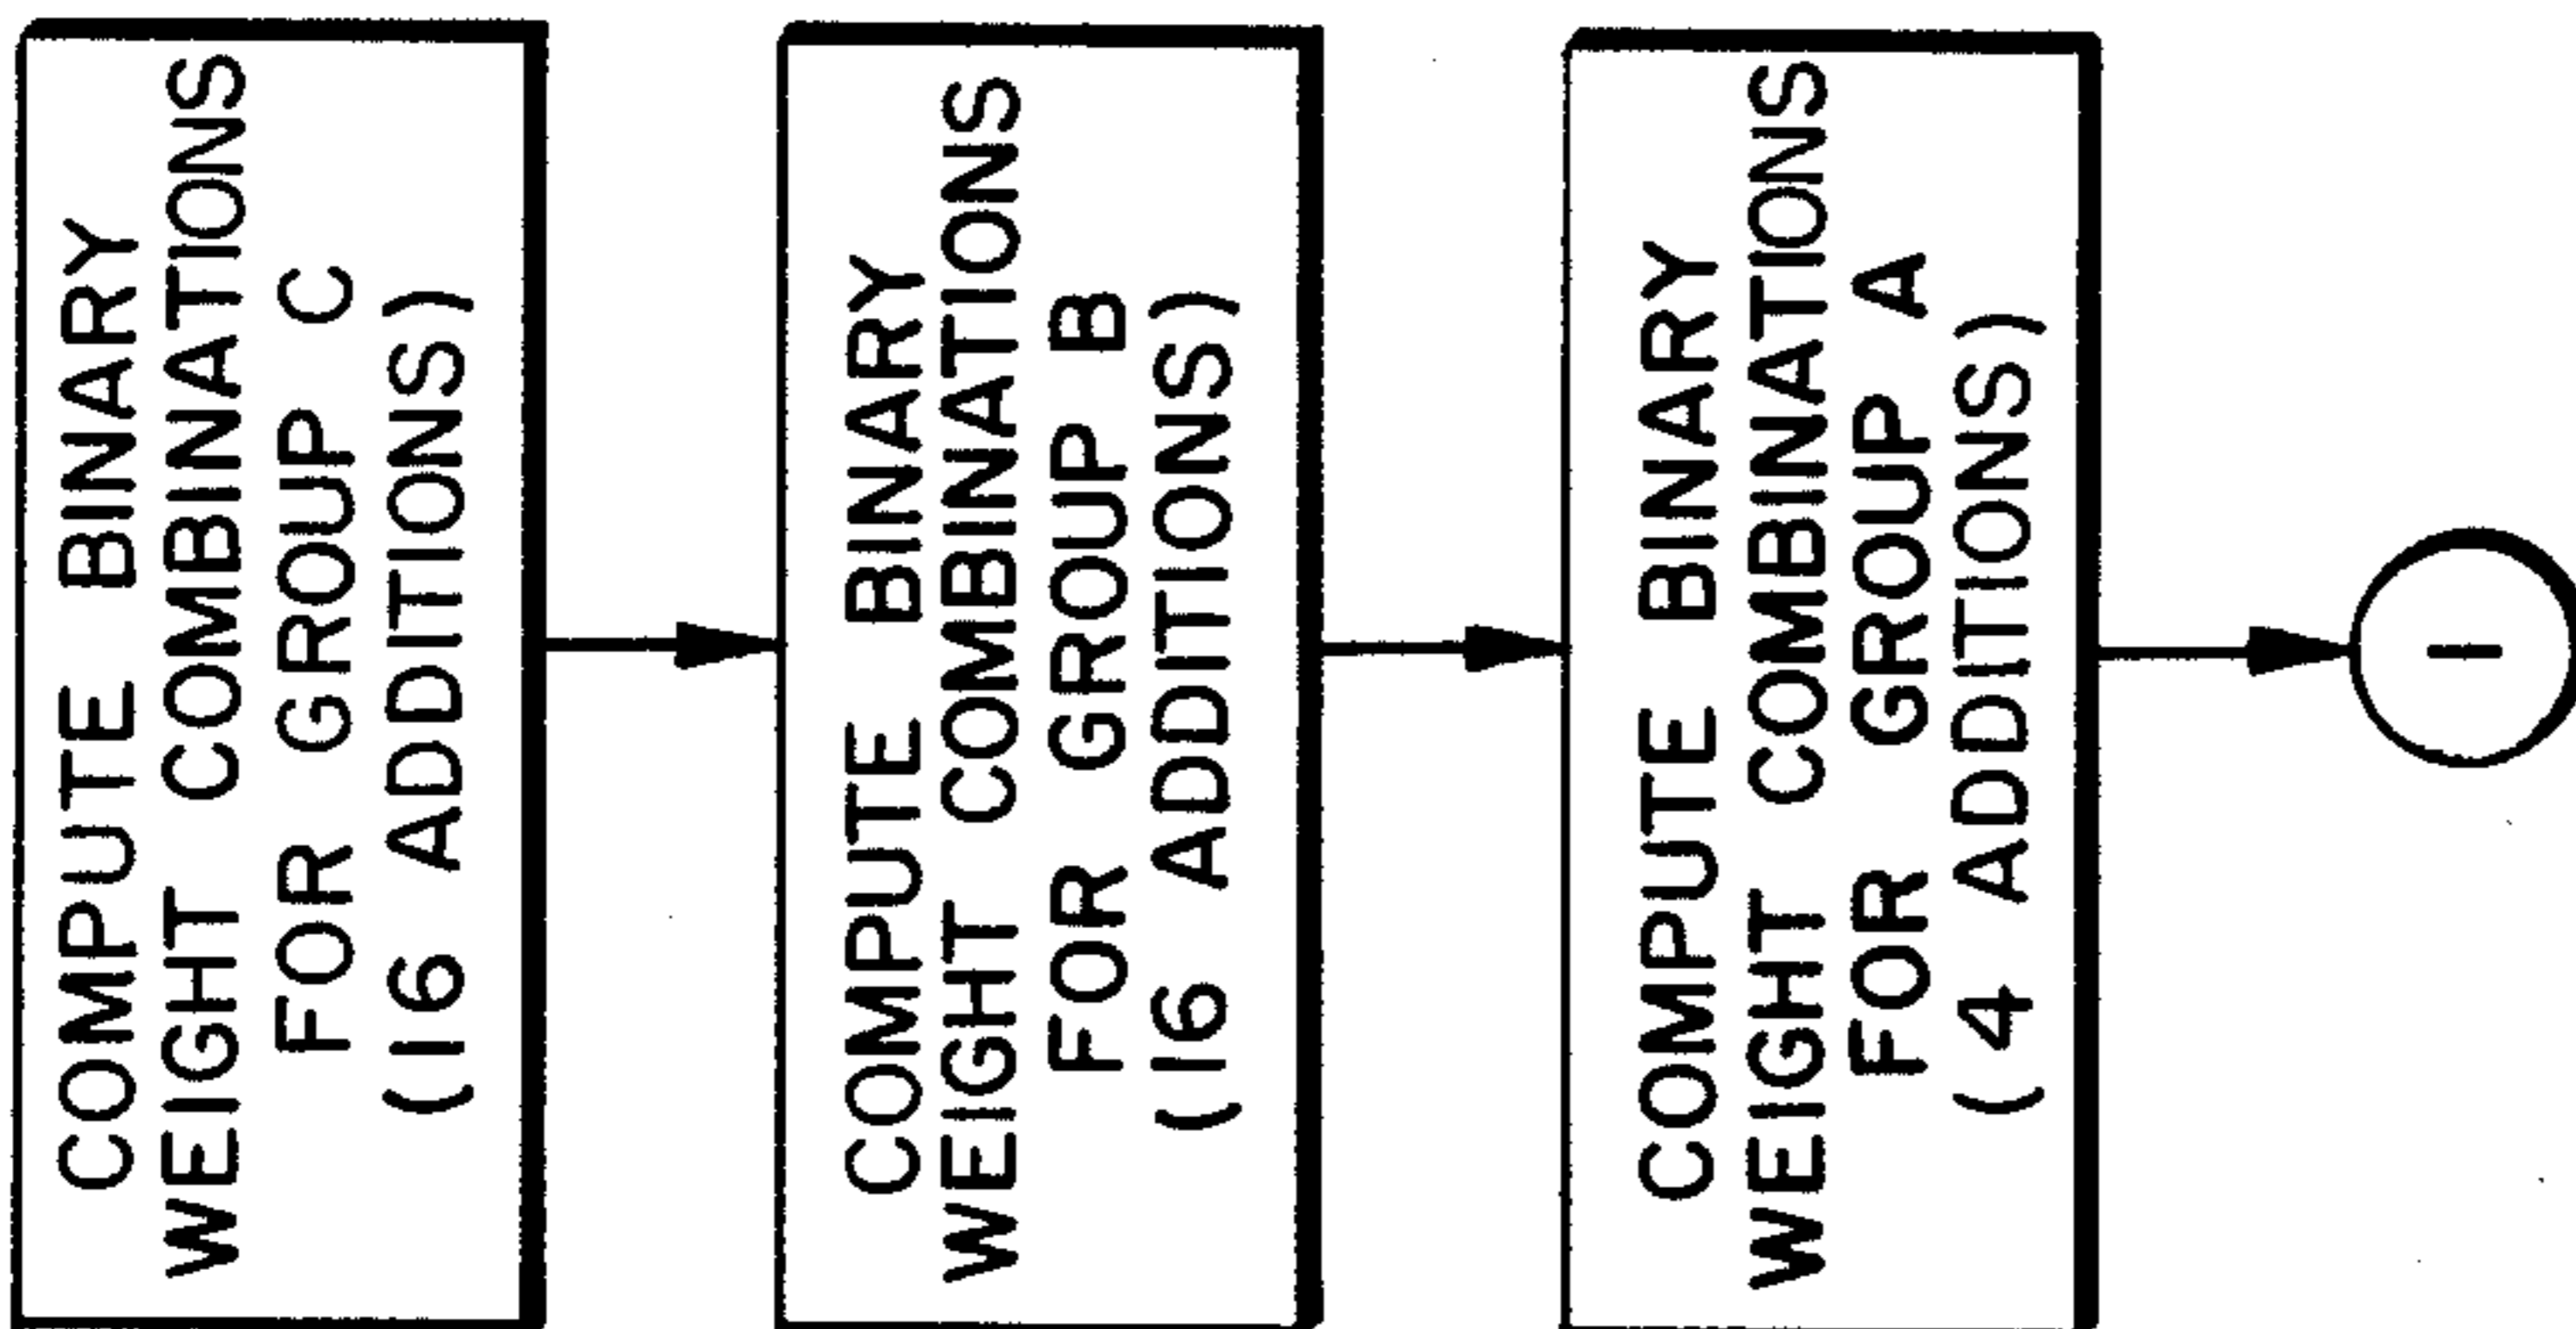 COMPUTE BINARY
WEIGHT COMBINATIONS
FOR GROUP C
(16 ADDITIONS)
COMPUTE BINARY
WEIGHT COMBINATIONS
FOR GROUP B
(16 ADDITIONS)
COMPUTE BINARY
WEIGHT COMBINATIONS
FOR GROUP A
(4 ADDITIONS)
1